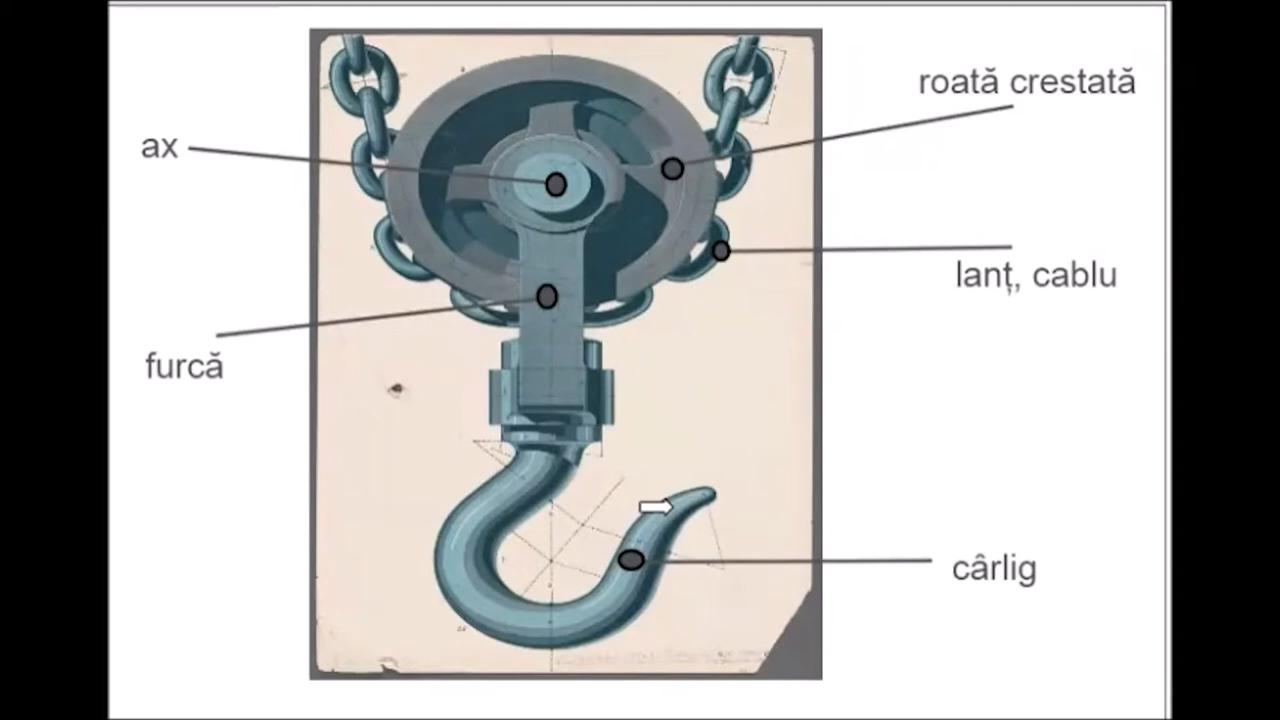 roată crestată
ax
lanț, cablu
furcă
cârlig